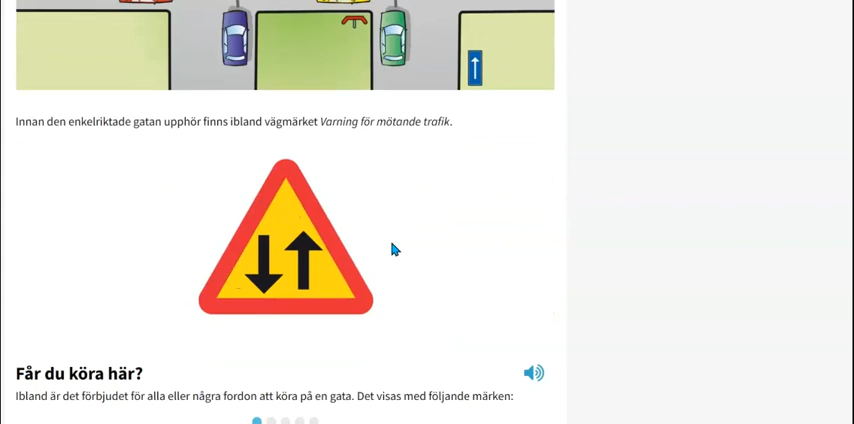 Innan den enkelriktade gatan upphör finns ibland vägmärket Varning för mötande trafik.
Får du köra här?
Ibland är det förbjudet för alla eller några fordon att köra på en gata. Det visas med följande märken: